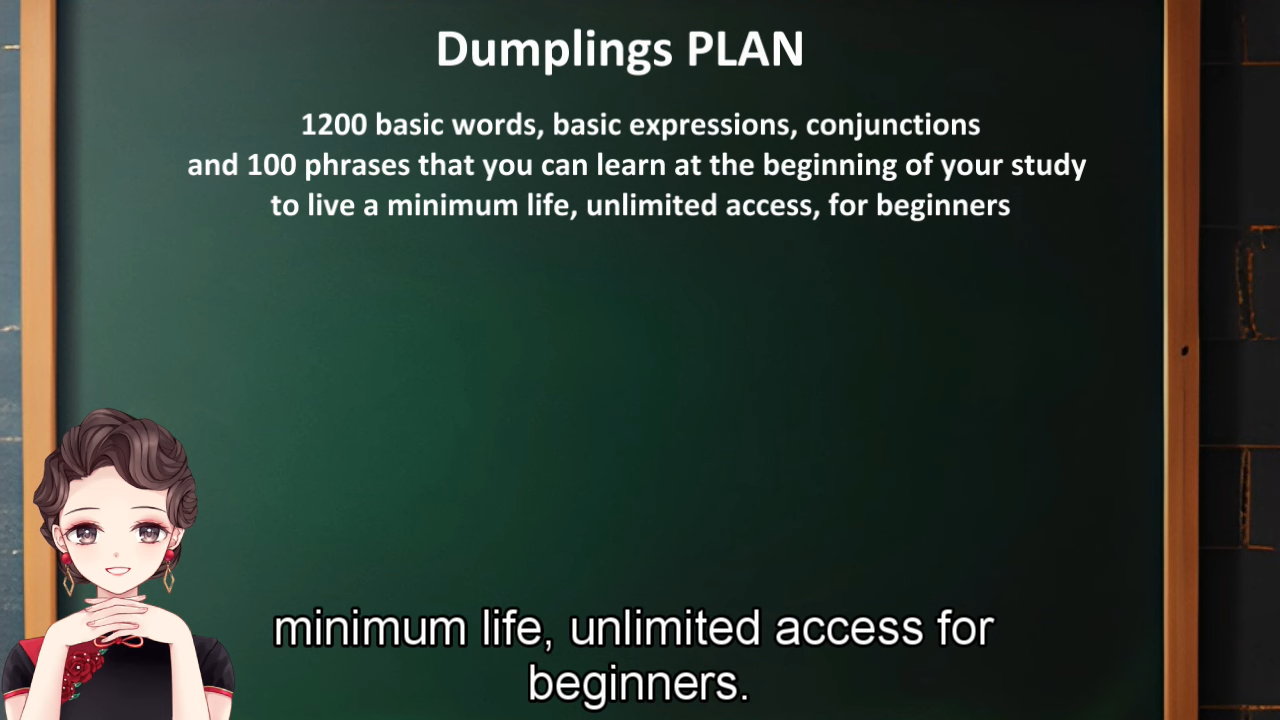 Dumplings PLAN
1200 basic words, basic expressions, conjunctions
and 100 phrases that you can learn at the beginning of your study
to live a minimum life, unlimited access, for beginners
minimum life, unlimited access for
beginners.